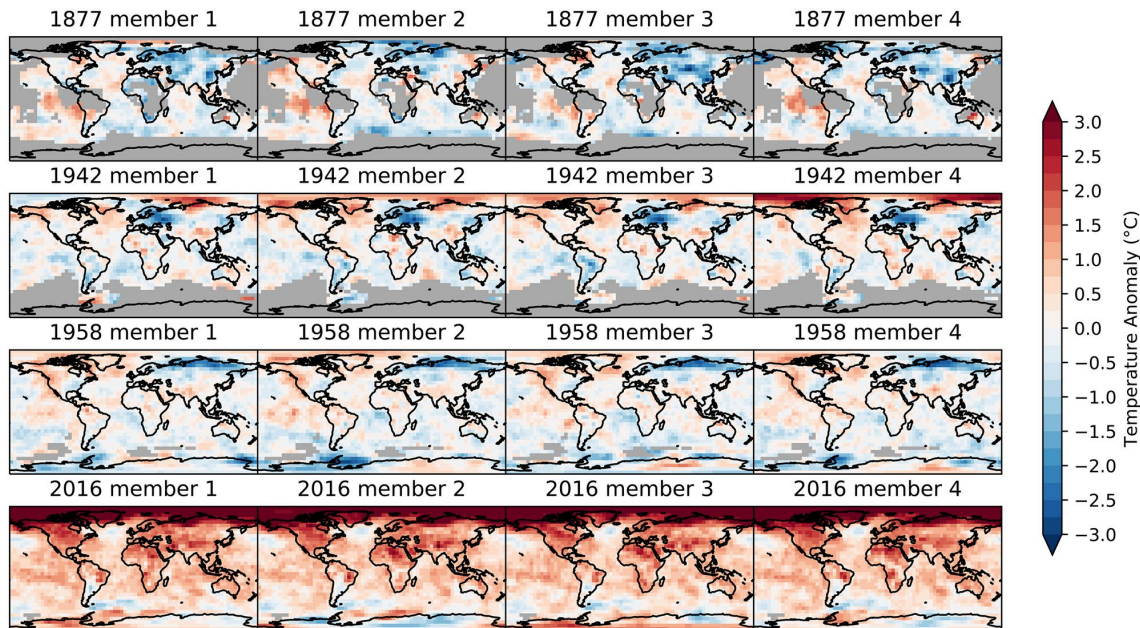 1877 member 1
1877 member 2
1877 member 3
1877 member 4
1942 member 1
1942 member 2
1942 member 3
1942 member 4
1958 member 1
1958 member 2
1958 member 3
1958 member 4
2016 member 1
2016 member 2
2016 member 3
2016 member 4
3.0
2.5
2.0
1.5
1.0
0.5
0.0
−0.5
−1.0
−1.5
−2.0
−2.5
−3.0
Temperature Anomaly (°C)